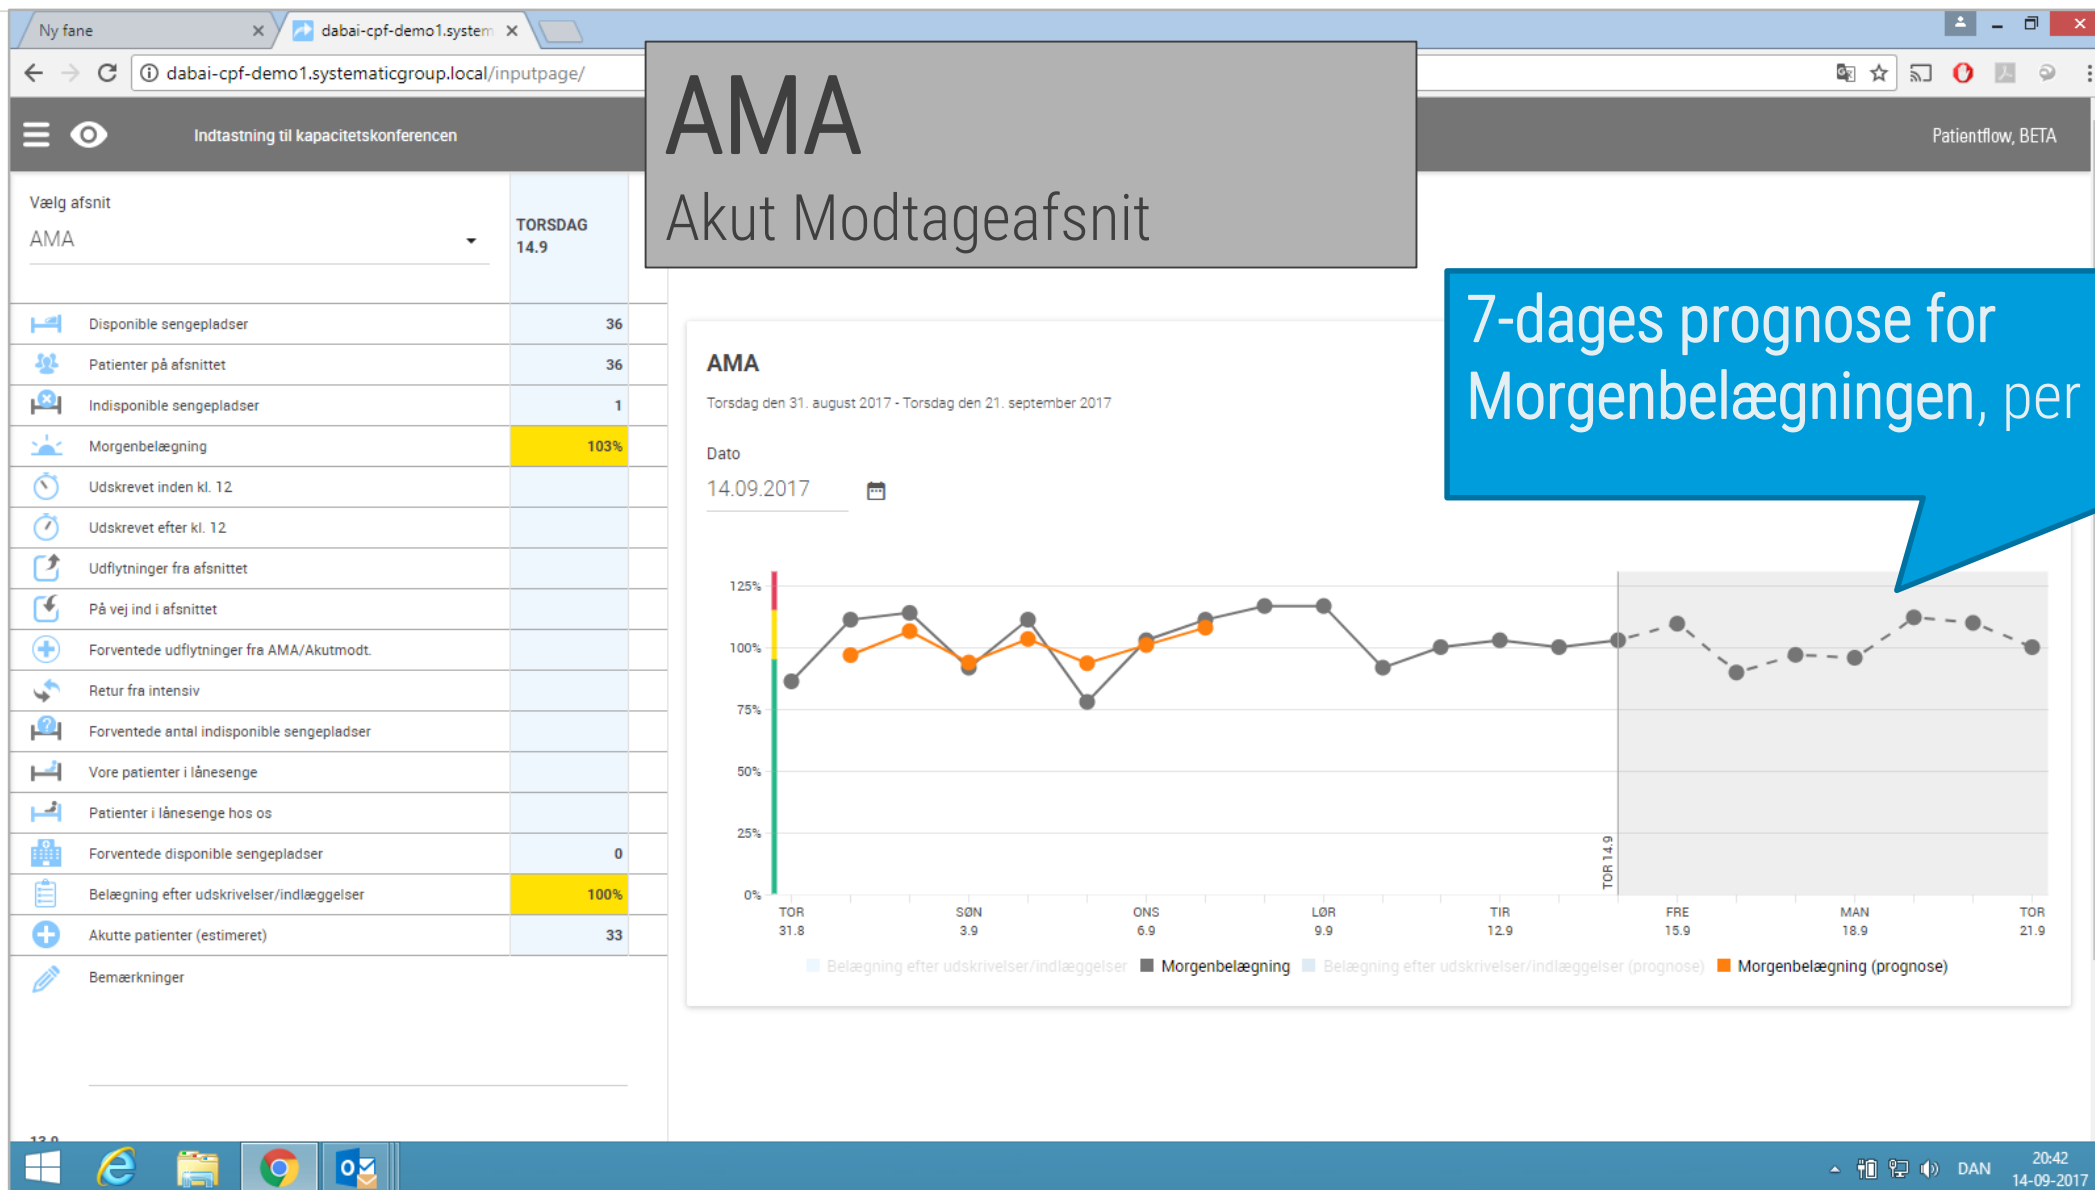 Ny fane
dabai-cpf-demo1.system
dabai-cpf-demo1.systematicgroup.local/inputpage/
Indtastning til kapacitetskonferencen
Patientflow, BETA
AMA
Akut Modtageafsnit
7-dages prognose for
Morgenbelægningen, per
Vælg afsnit
AMA
TORSDAG
14.9
Disponible sengepladser 36
Patienter på afsnittet 36
Indisponible sengepladser 1
Morgenbelægning 103%
Udskrevet inden kl. 12
Udskrevet efter kl. 12
Udflytninger fra afsnittet
På vej ind i afsnittet
Forventede udflytninger fra AMA/Akutmodt.
Retur fra intensiv
Forventede antal indisponible sengepladser
Vore patienter i lånesenge
Patienter i lånesenge hos os
Forventede disponible sengepladser 0
Belægning efter udskrivelser/indlæggelser 100%
Akutte patienter (estimeret) 33
Bemærkninger
13.9
AMA
Torsdag den 31. august 2017 - Torsdag den 21. september 2017
Dato
14.09.2017
125%
100%
75%
50%
25%
0%
TOR 14.9
TOR SØN ONS LØR TIR FRE MAN TOR
31.8 3.9 6.9 9.9 12.9 15.9 18.9 21.9
Belægning efter udskrivelser/indlæggelser Morgenbelægning Belægning efter udskrivelser/indlæggelser (prognose) Morgenbelægning (prognose)
DAN
20:42
14-09-2017